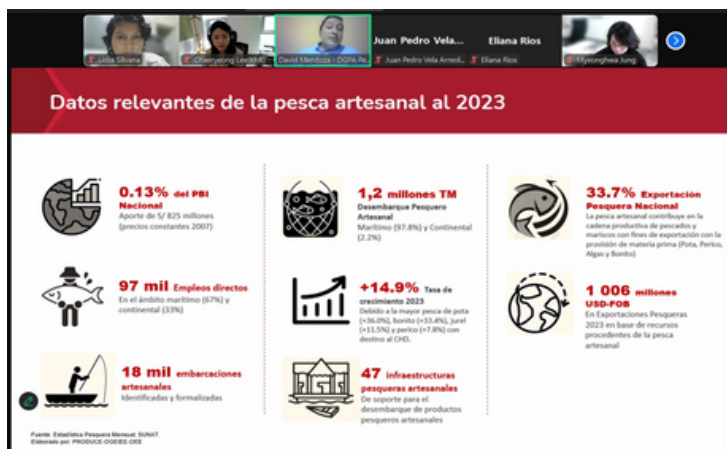 Juan Pedro Vela...
Eliana Rios
Lidia Silvana
Chaeryeong Lee(KMI)
David Mendoza - DGPA Pe...
Juan Pedro Vela Arreol...
Eliana Rios
Myeonghwa Jung
Datos relevantes de la pesca artesanal al 2023
0.13% del PBI
Nacional
Aporte de S/ 825 millones
(precios constantes 2007)
97 mil Empleos directos
En el ámbito marítimo (67%) y
continental (33%)
18 mil embarcaciones
artesanales
Identificadas y formalizadas
1,2 millones TM
Desembarque Pesquero
Artesanal
Marítimo (97.8%) y Continental
(2.2%)
+14.9% Tasa de
crecimiento 2023
Debido a la mayor pesca de pota
(+36.0%), bonito (+33.4%), jurel
(+11.5%) y perico (+7.8%) con
destino al CHD.
47 infraestructuras
pesqueras artesanales
De soporte para el
desembarque de productos
pesqueros artesanales
33.7% Exportación
Pesquera Nacional
La pesca artesanal contribuye en la
cadena productiva de pescados y
mariscos con fines de exportación con la
provisión de materia prima (Pota, Perico,
Algas y Bonito)
1 006 millones
USD-FOB
En Exportaciones Pesqueras
2023 en base de recursos
procedentes de la pesca
artesanal
Fuente: Estadística Pesquera Mensual, SUNAT.
Elaborado por: PRODUCE-OGEIEE-OEE